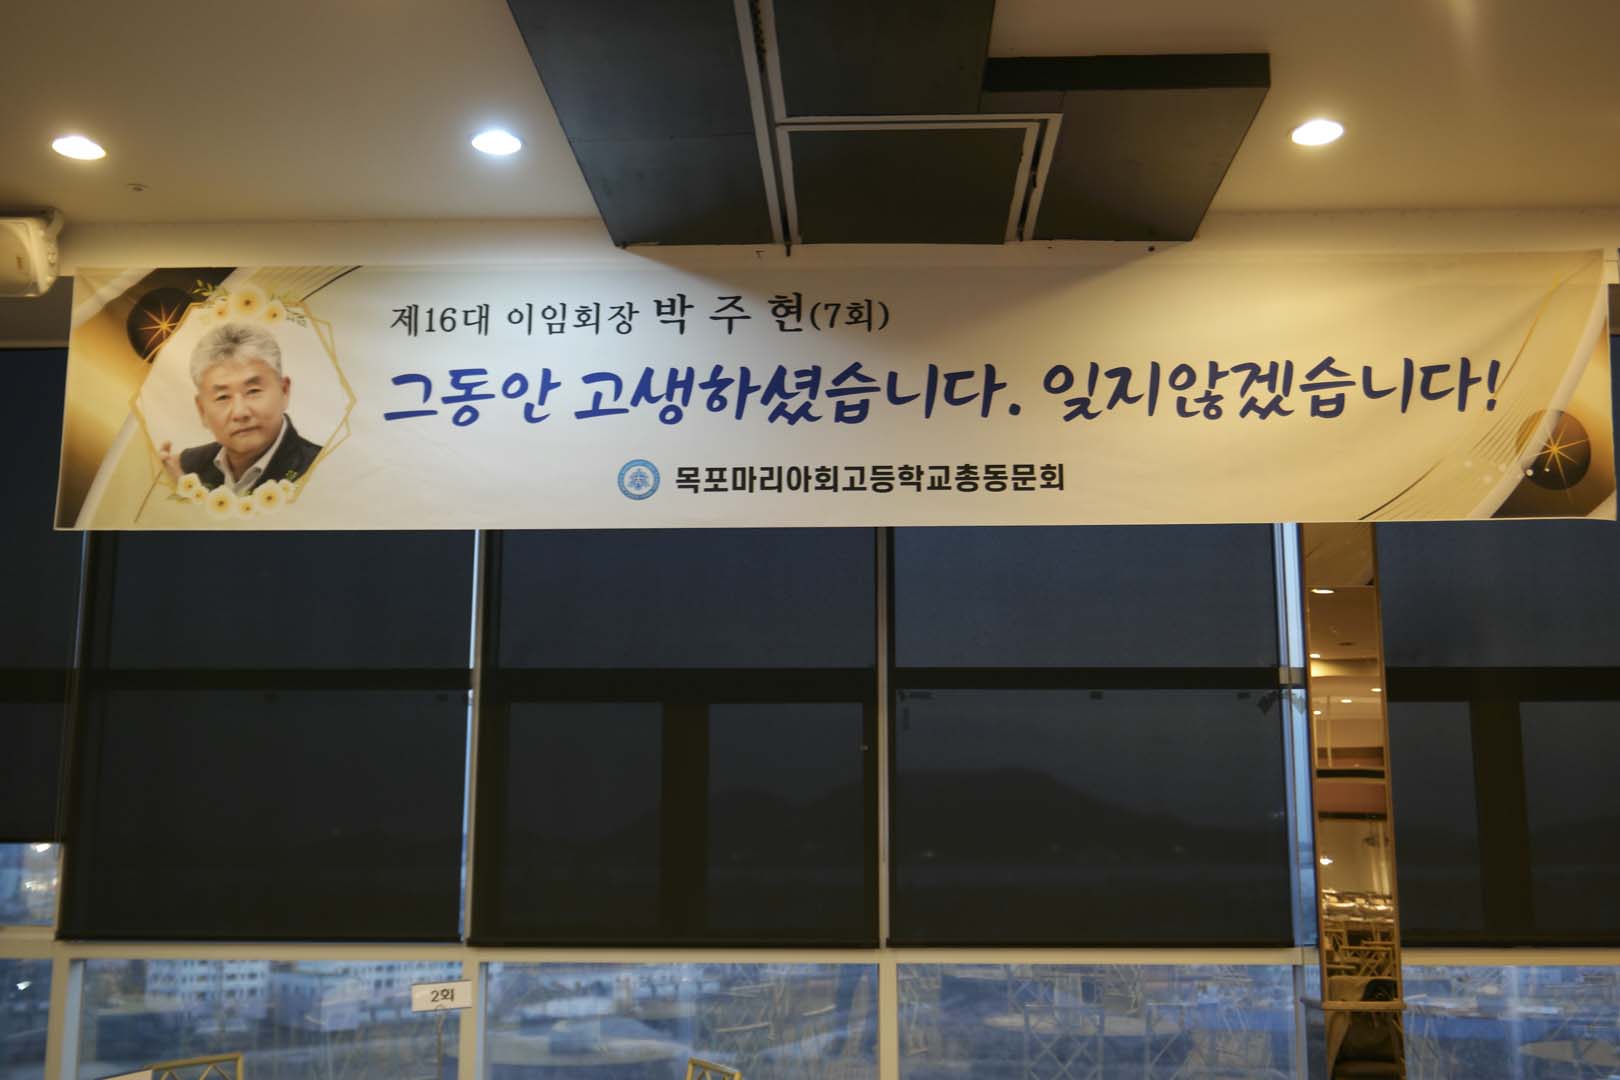 제16대 이임회장 박 주 현(7회)
그동안 고생하셨습니다. 잊지않겠습니다!
목포마리아회고등학교총동문회
2회